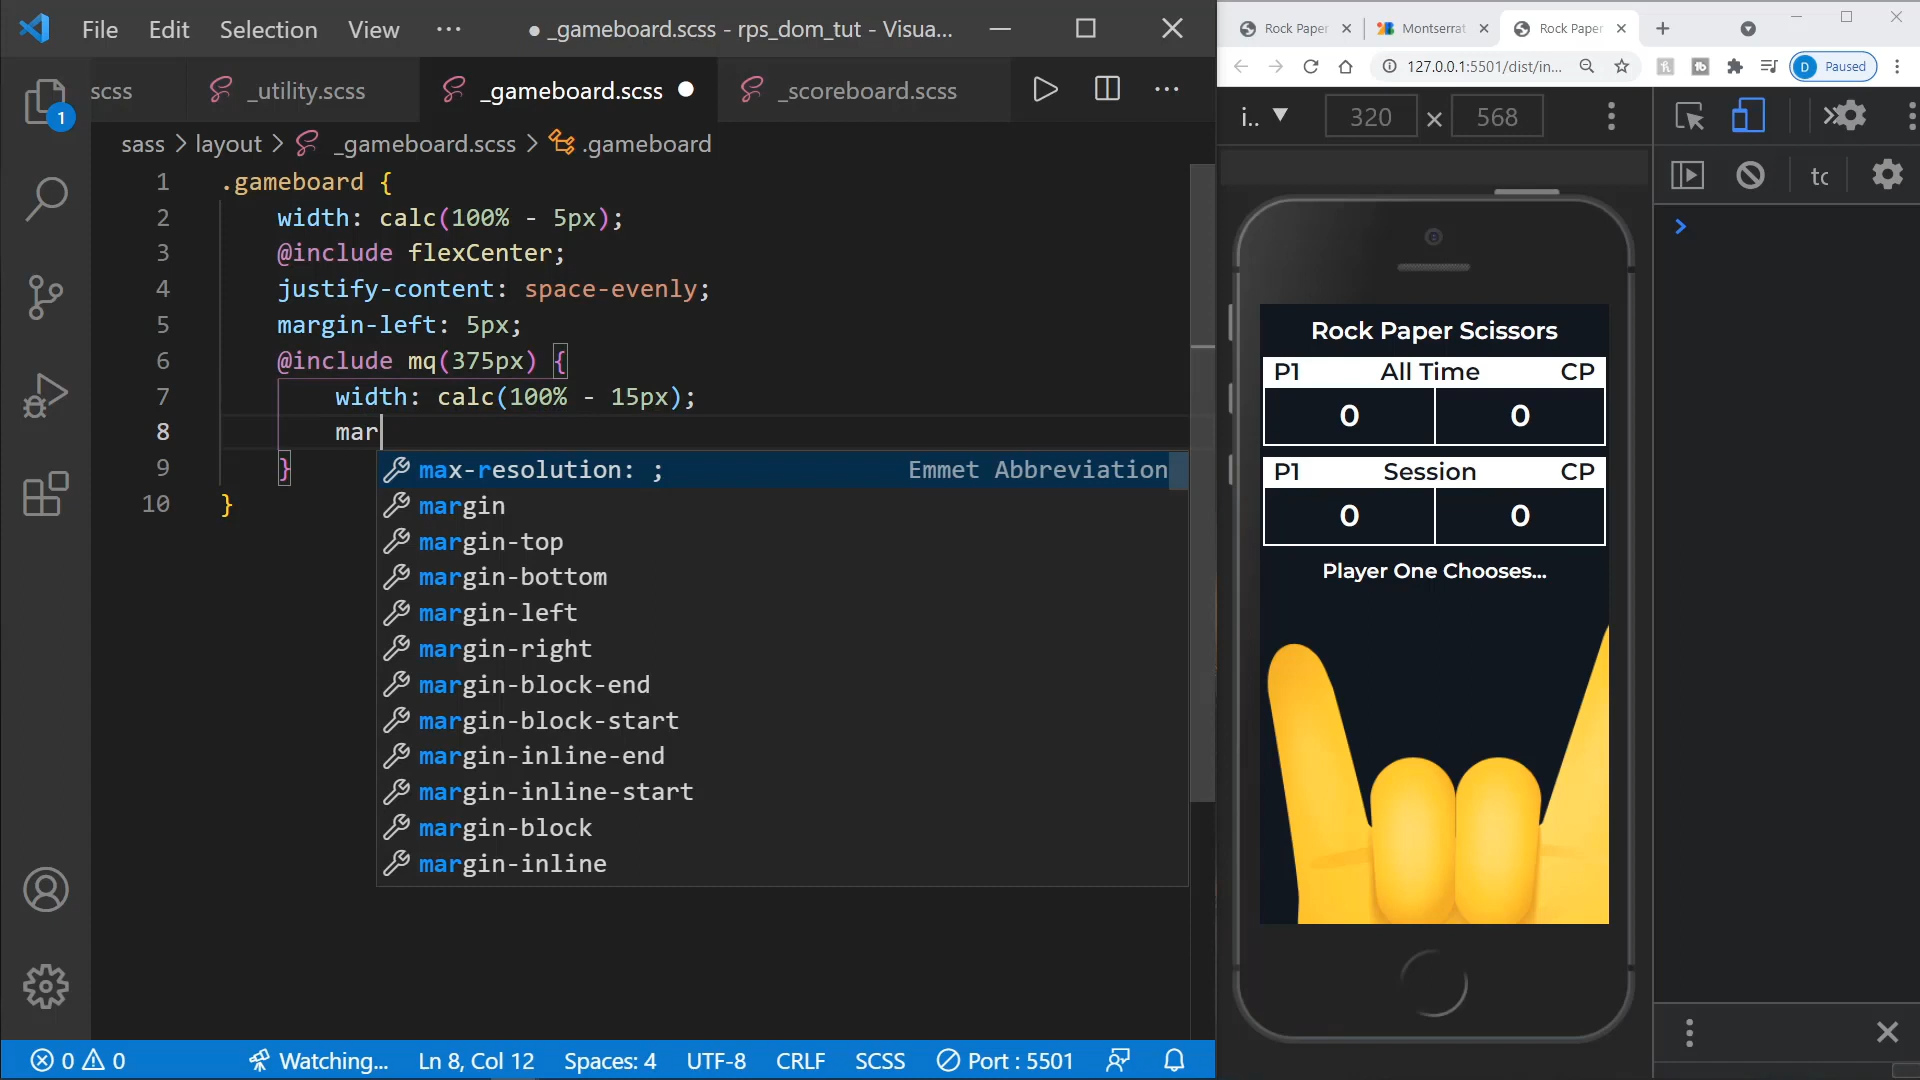 File Edit Selection View ··· ● _gameboard.scss - rps_dom_tut - Visua...
scss _utility.scss _gameboard.scss ● _scoreboard.scss ···
1
sass > layout > _gameboard.scss > .gameboard
1 .gameboard {
2 width: calc(100% - 5px);
3 @include flexCenter;
4 justify-content: space-evenly;
5 margin-left: 5px;
6 @include mq(375px) {
7 width: calc(100% - 15px);
8 mar
9 }
10 }
max-resolution: ; Emmet Abbreviation
margin
margin-top
margin-bottom
margin-left
margin-right
margin-block-end
margin-block-start
margin-inline-end
margin-inline-start
margin-block
margin-inline
0 0 Watching... Ln 8, Col 12 Spaces: 4 UTF-8 CRLF SCSS Port : 5501
Rock Paper Montserrat Rock Paper
127.0.0.1:5501/dist/in... D Paused
i.. 320 × 568
Rock Paper Scissors
P1 All Time CP
0 0
P1 Session CP
0 0
Player One Chooses...
tc